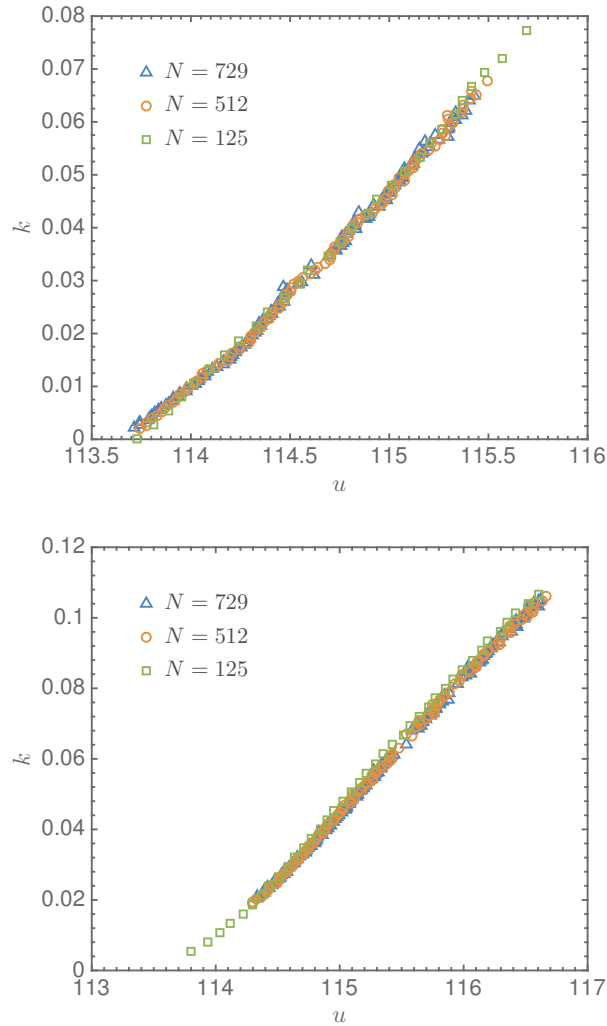 0.08
0.07
0.06
0.05
0.04
0.03
0.02
0.01
0
k
N = 729
N = 512
N = 125
113.5 114 114.5 115 115.5 116
u
0.12
0.1
0.08
0.06
0.04
0.02
0
k
N = 729
N = 512
N = 125
113 114 115 116 117
u